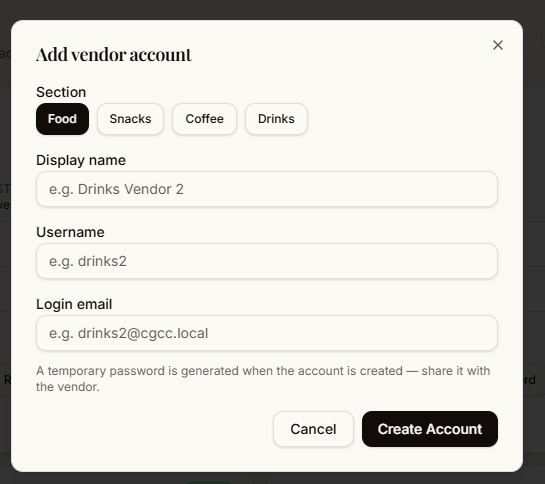 Add vendor account
Section
Food
Snacks
Coffee
Drinks
Display name
e.g. Drinks Vendor 2
Username
e.g. drinks2
Login email
e.g. drinks2@cgcc.local
A temporary password is generated when the account is created — share it with
the vendor.
Cancel
Create Account